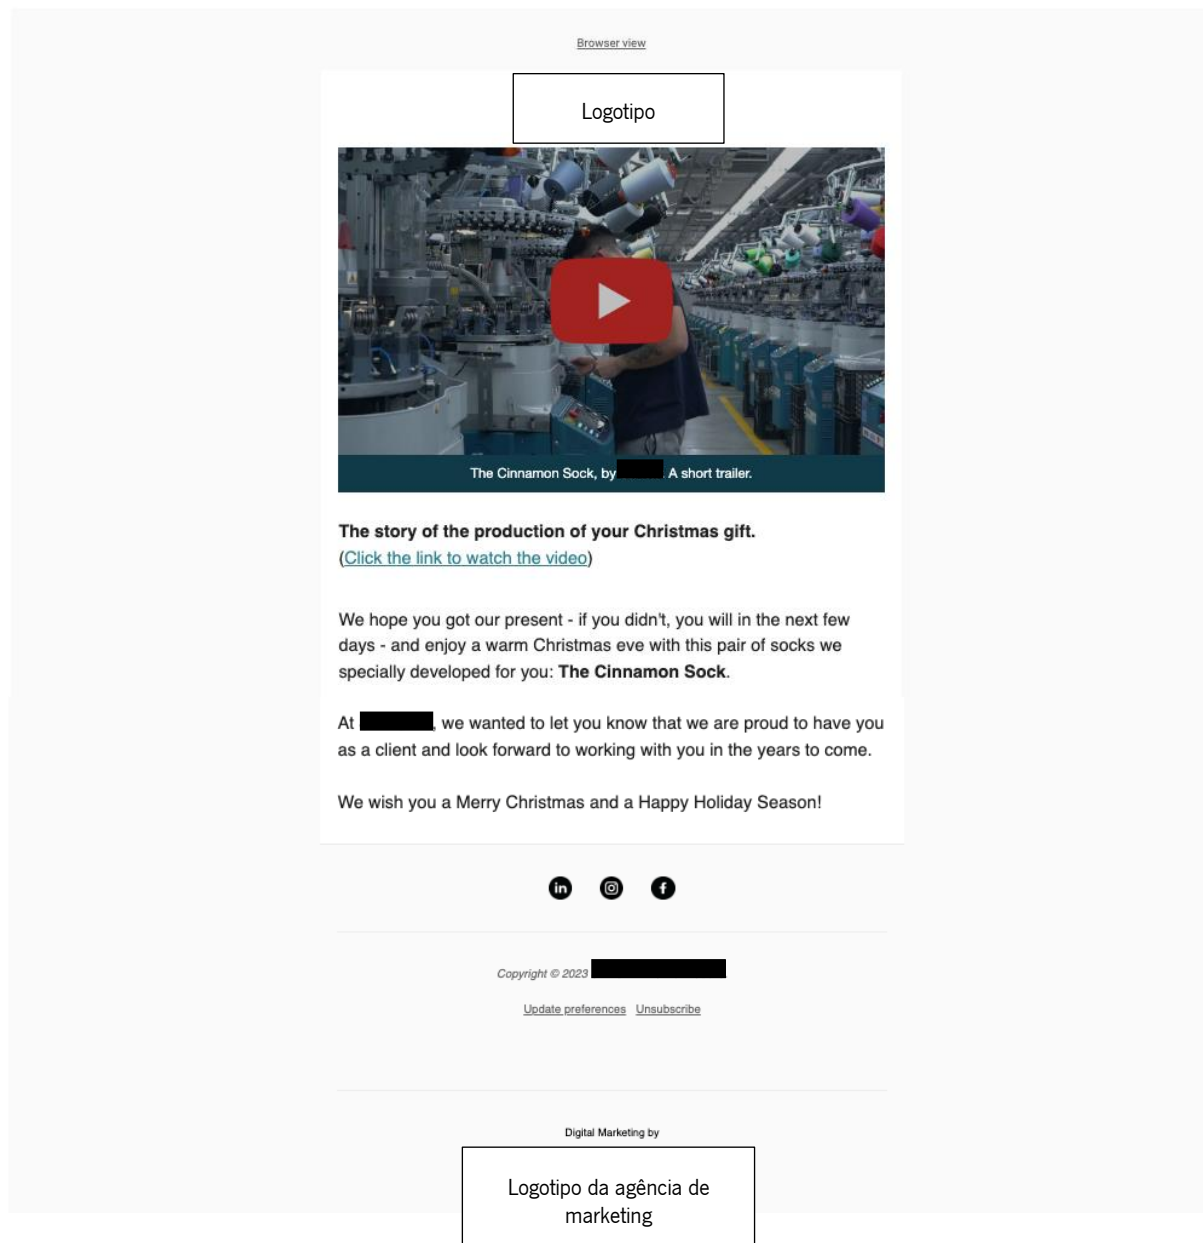 Browser view
Logotipo
The Cinnamon Sock, by A short trailer.
The story of the production of your Christmas gift.
(Click the link to watch the video)
We hope you got our present - if you didn't, you will in the next few
days - and enjoy a warm Christmas eve with this pair of socks we
specially developed for you: The Cinnamon Sock.
At , we wanted to let you know that we are proud to have you
as a client and look forward to working with you in the years to come.
We wish you a Merry Christmas and a Happy Holiday Season!
in f
Copyright © 2023
Update preferences Unsubscribe
Digital Marketing by
Logotipo da agência de
marketing